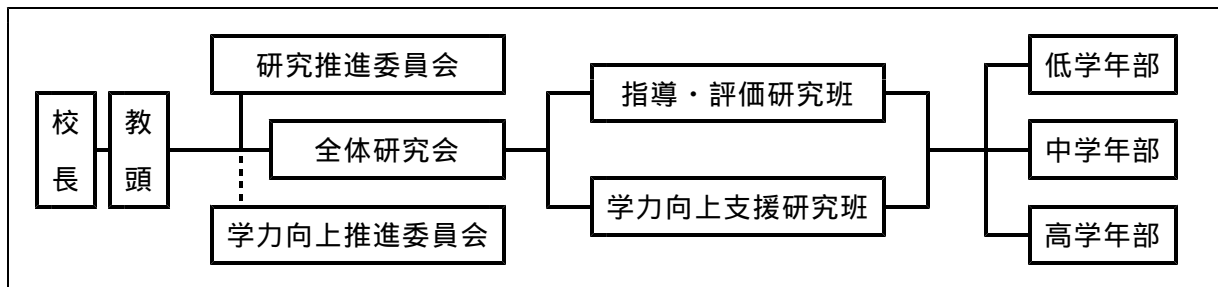 校長
教頭
研究推進委員会
全体研究会
学力向上推進委員会
指導・評価研究班
学力向上支援研究班
低学年部
中学年部
高学年部